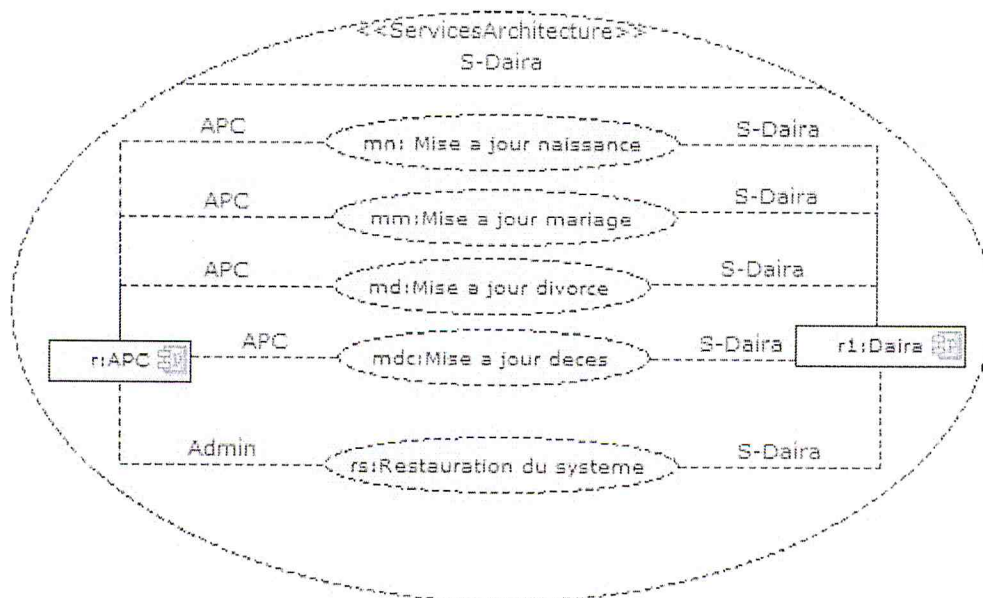 <<ServicesArchitecture>>
S-Daira
APC
mn: Mise a jour naissance
S-Daira
APC
mm:Mise a jour mariage
S-Daira
APC
md:Mise a jour divorce
S-Daira
r:APC
APC
mdc:Mise a jour deces
S-Daira
r1:Daira
Admin
rs:Restauration du systeme
S-Daira